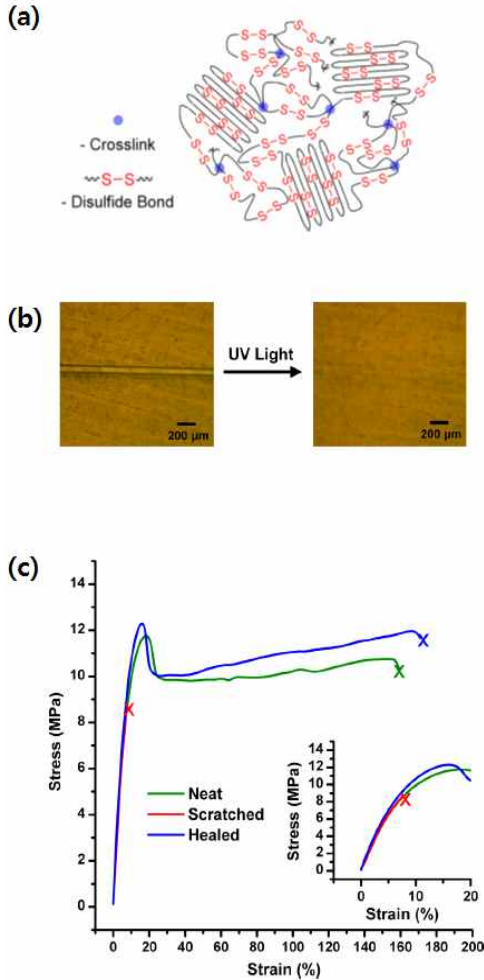 (a)
S-S
- Crosslink
S-S
- Disulfide Bond
(b)
UV Light
200 µm
200 µm
(c)
14
12
10
8
6
4
2
0
Stress (MPa)
Neat
Scratched
Healed
0 20 40 60 80 100 120 140 160 180 200
Strain (%)
14
12
10
8
6
4
2
0
Stress (MPa)
0 10 20
Strain (%)